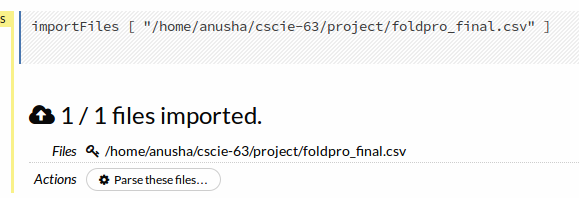 s
importFiles [ "/home/anusha/cscie-63/project/foldpro_final.csv" ]
1 / 1 files imported.
Files /home/anusha/cscie-63/project/foldpro_final.csv
Actions Parse these files...